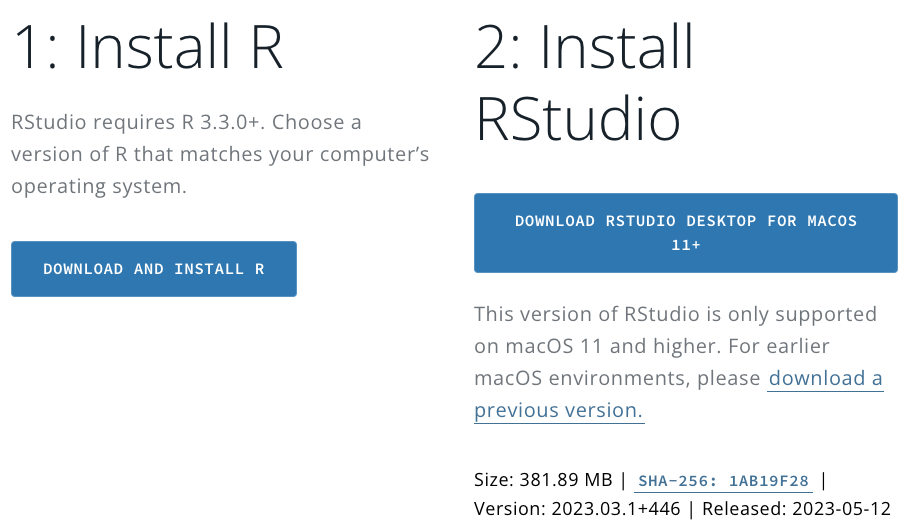 1: Install R
RStudio requires R 3.3.0+. Choose a
version of R that matches your computer’s
operating system.
DOWNLOAD AND INSTALL R
2: Install
RStudio
DOWNLOAD RSTUDIO DESKTOP FOR MACOS
11+
This version of RStudio is only supported
on macOS 11 and higher. For earlier
macOS environments, please download a
previous version.
Size: 381.89 MB | SHA-256: 1AB19F28 |
Version: 2023.03.1+446 | Released: 2023-05-12